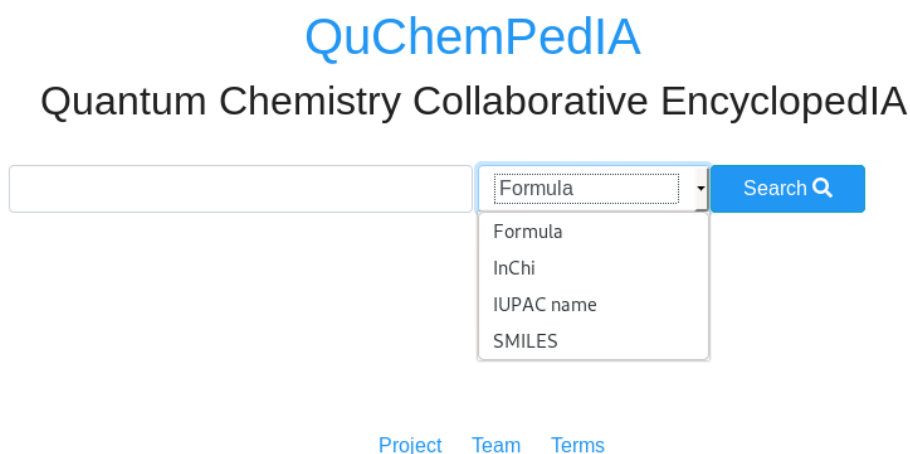 QuChemPedIA
Quantum Chemistry Collaborative EncyclopedIA
Formula Search
Formula
InChi
IUPAC name
SMILES
Project Team Terms